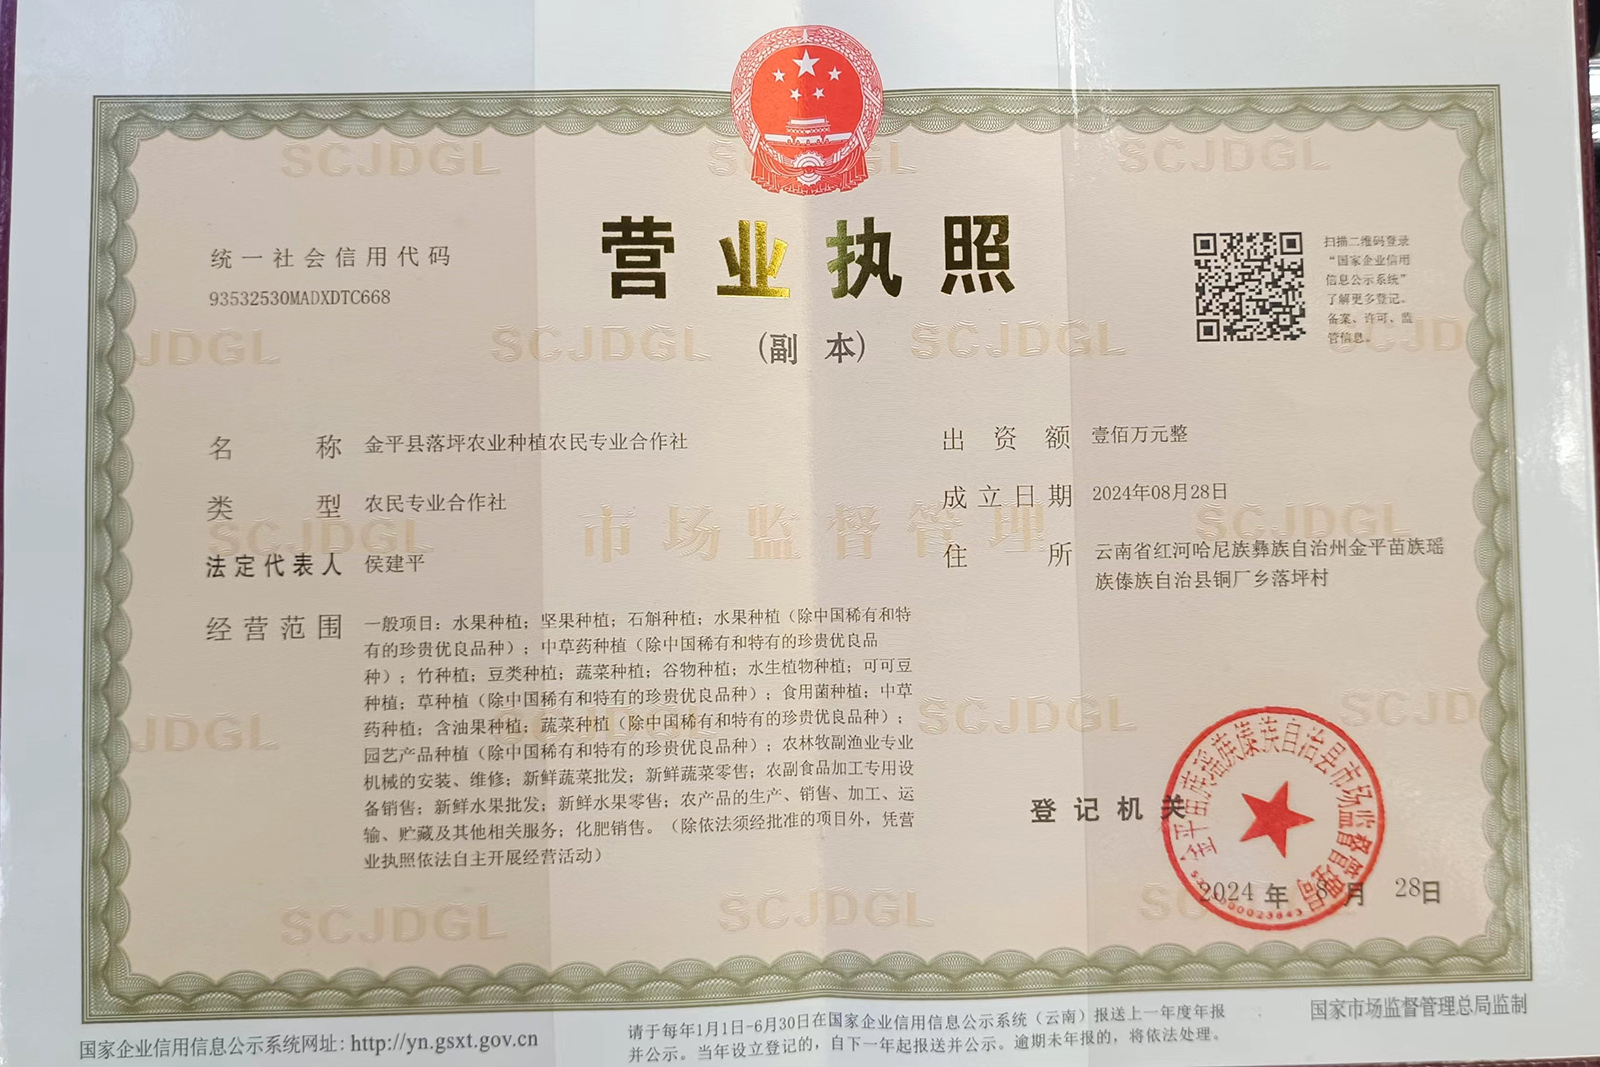 统一社会信用代码
93532530MADXDTC668
营业执照
(副 本)
扫描二维码登录
“国家企业信用
信息公示系统”
了解更多登记、
备案、许可、监
管信息。
名称 金平县落坪农业种植农民专业合作社
类型 农民专业合作社
法定代表人 侯建平
经营范围 一般项目：水果种植；坚果种植；石斛种植；水果种植（除中国稀有和特
有的珍贵优良品种）；中草药种植（除中国稀有和特有的珍贵优良品
种）；竹种植；豆类种植；蔬菜种植；谷物种植；水生植物种植；可可豆
种植；草种植（除中国稀有和特有的珍贵优良品种）；食用菌种植；中草
药种植；含油果种植；蔬菜种植（除中国稀有和特有的珍贵优良品种）；
园艺产品种植（除中国稀有和特有的珍贵优良品种）；农林牧副渔业专业
机械的安装、维修；新鲜蔬菜批发；新鲜蔬菜零售；农副食品加工专用设
备销售；新鲜水果批发；新鲜水果零售；农产品的生产、销售、加工、运
输、贮藏及其他相关服务；化肥销售。（除依法须经批准的项目外，凭营
业执照依法自主开展经营活动）
出资额 壹佰万元整
成立日期 2024年08月28日
住所 云南省红河哈尼族彝族自治州金平苗族瑶
族傣族自治县铜厂乡落坪村
市场监督管理
SCJDGL
登记机关
金平苗族瑶族傣族自治县市场监督管理局
2024年8月28日
国家企业信用信息公示系统网址：http://yn.gsxt.gov.cn
请于每年1月1日-6月30日在国家企业信用信息公示系统（云南）报送上一年度年报
并公示。当年设立登记的，自下一年起报送并公示。逾期未年报的，将依法处理。
国家市场监督管理总局监制